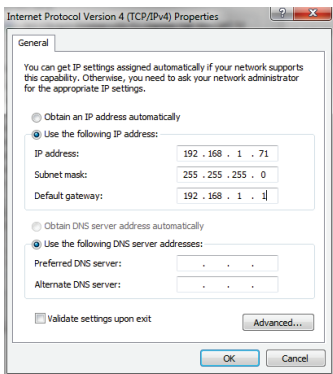 Internet Protocol Version 4 (TCP/IPv4) Properties
General
You can get IP settings assigned automatically if your network supports
this capability. Otherwise, you need to ask your network administrator
for the appropriate IP settings.
Obtain an IP address automatically
Use the following IP address:
IP address: 192 . 168 . 1 . 71
Subnet mask: 255 . 255 . 255 . 0
Default gateway: 192 . 168 . 1 . 1
Obtain DNS server address automatically
Use the following DNS server addresses:
Preferred DNS server: . . .
Alternate DNS server: . . .
Validate settings upon exit
Advanced...
OK Cancel